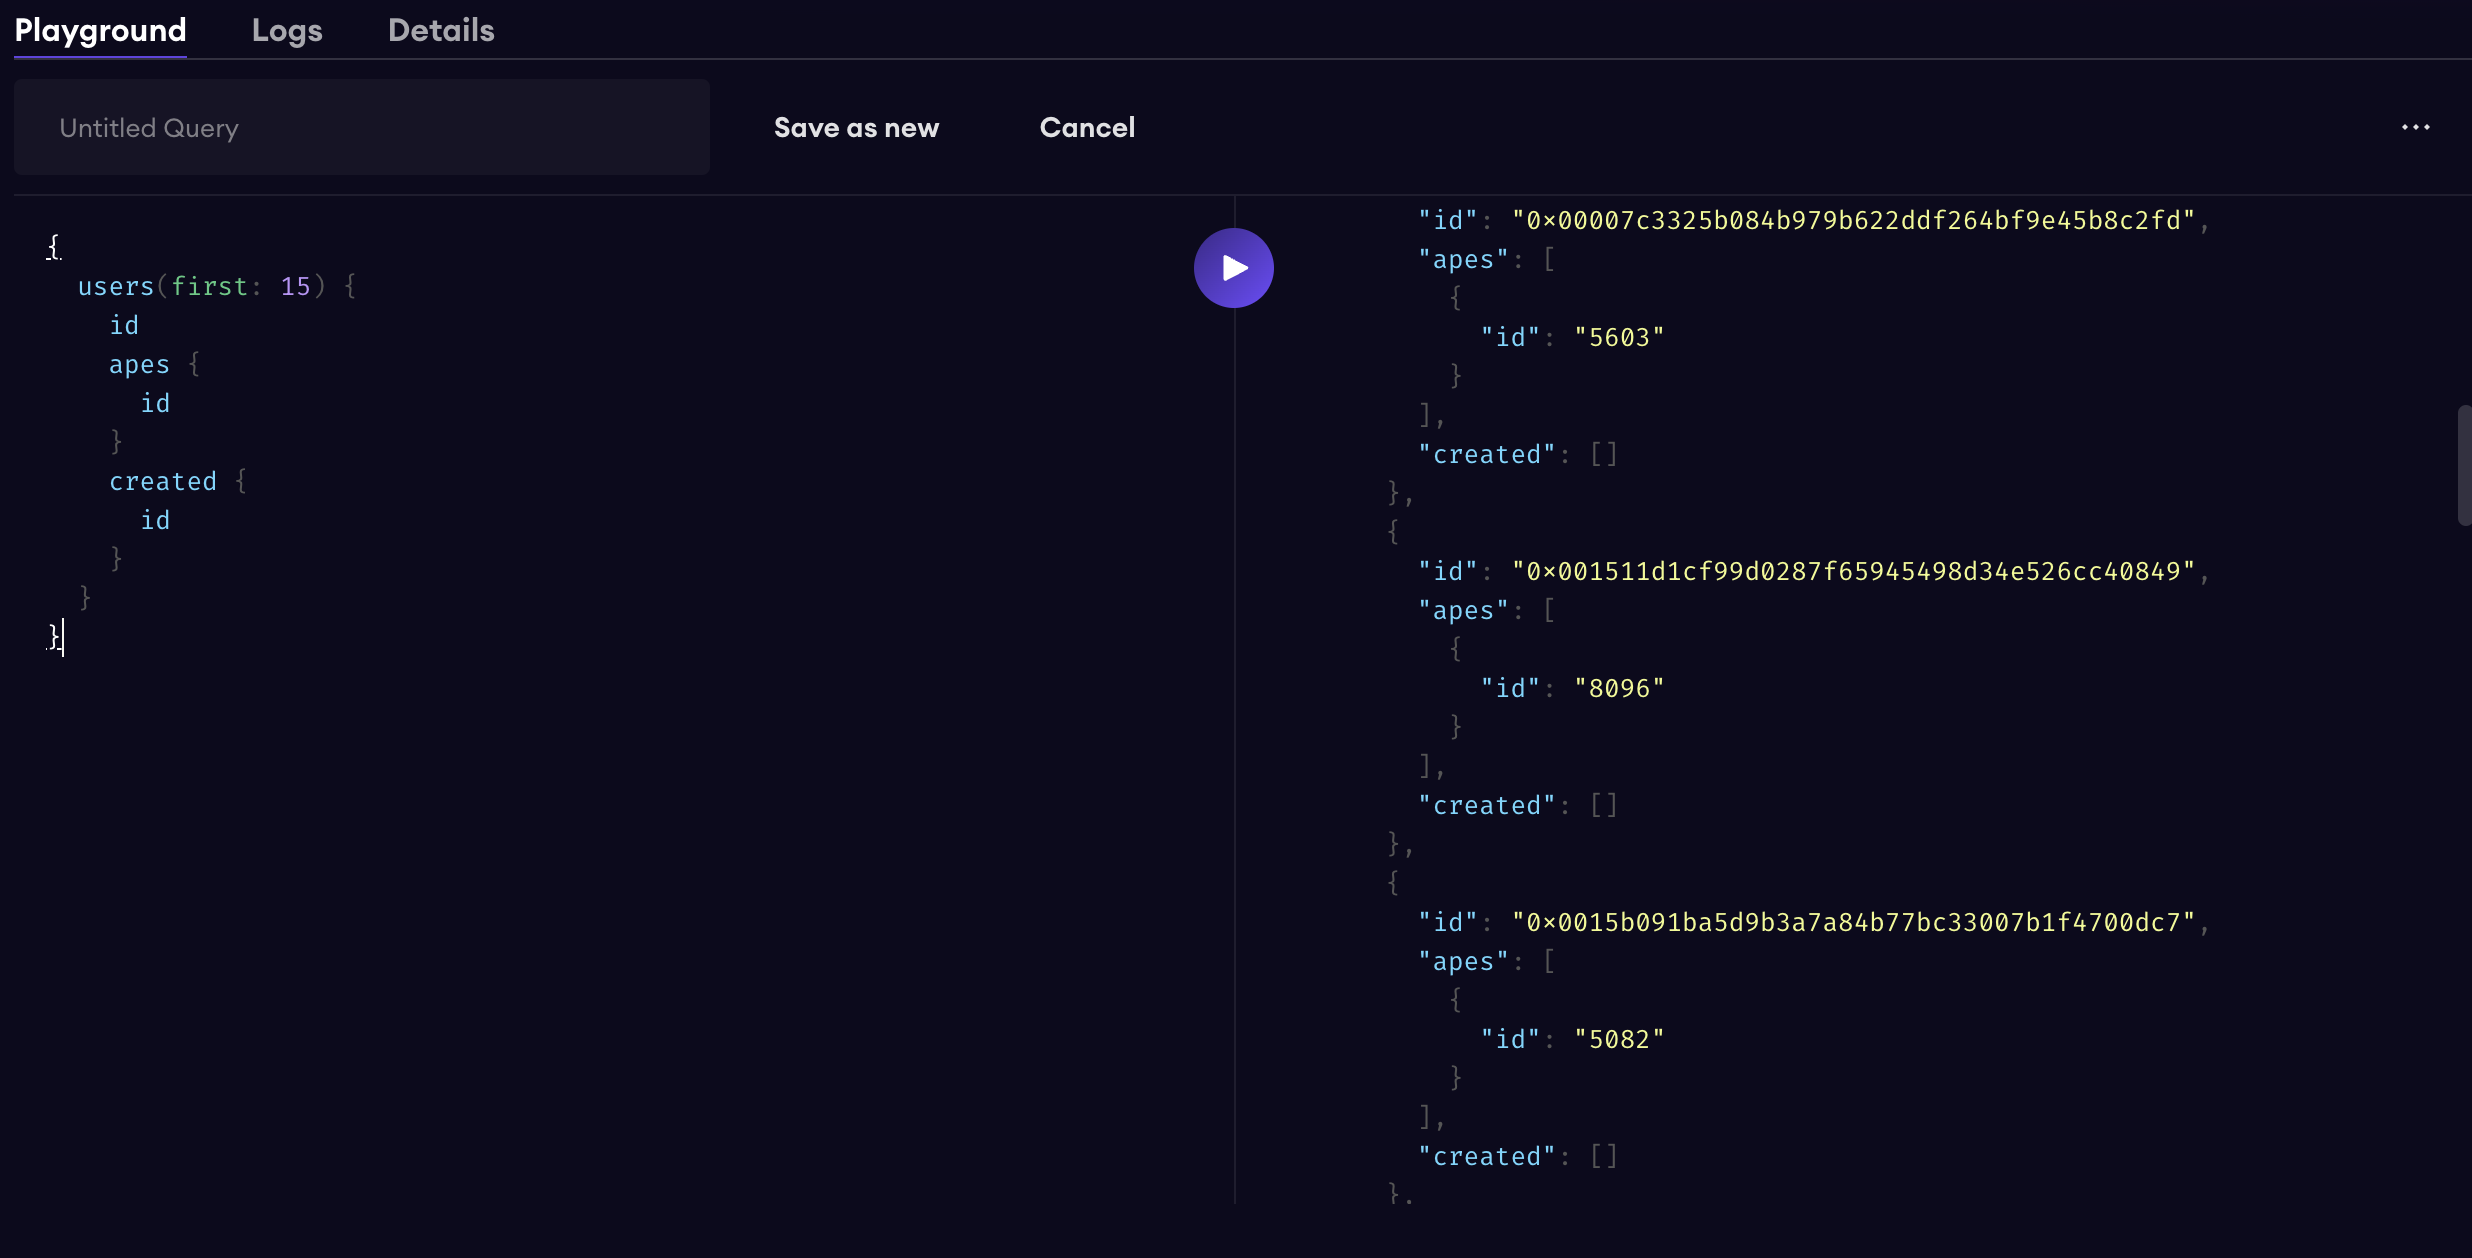 Playground Logs Details
Untitled Query Save as new Cancel ...
{
users(first: 15) {
id
apes {
id
}
created {
id
}
}
}
"id": "0x00007c3325b084b979b622ddf264bf9e45b8c2fd",
"apes": [
{
"id": "5603"
}
],
"created": []
},
{
"id": "0x001511d1cf99d0287f65945498d34e526cc40849",
"apes": [
{
"id": "8096"
}
],
"created": []
},
{
"id": "0x0015b091ba5d9b3a7a84b77bc33007b1f4700dc7",
"apes": [
{
"id": "5082"
}
],
"created": []
},